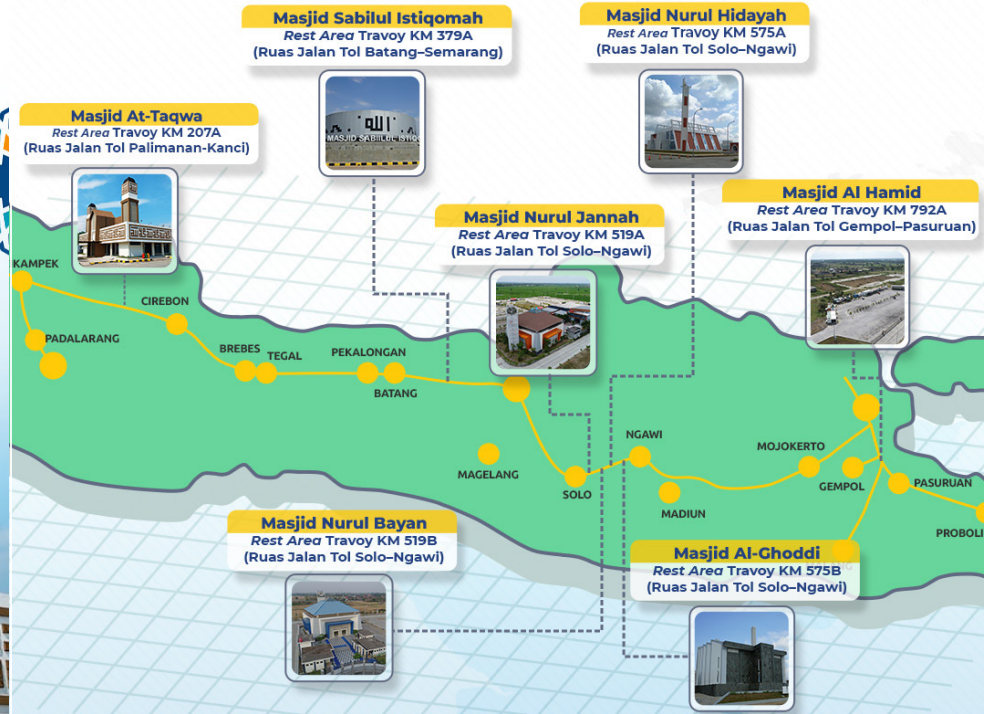 Masjid Sabilul Istiqomah
Rest Area Travoy KM 379A
(Ruas Jalan Tol Batang–Semarang)
Masjid Nurul Hidayah
Rest Area Travoy KM 575A
(Ruas Jalan Tol Solo–Ngawi)
Masjid At-Taqwa
Rest Area Travoy KM 207A
(Ruas Jalan Tol Palimanan-Kanci)
الله
MASJID SABILUL ISTIQ
Masjid Nurul Jannah
Rest Area Travoy KM 519A
(Ruas Jalan Tol Solo–Ngawi)
Masjid Al Hamid
Rest Area Travoy KM 792A
(Ruas Jalan Tol Gempol–Pasuruan)
KAMPEK
CIREBON
PADALARANG
BREBES
TEGAL
PEKALONGAN
BATANG
MAGELANG
SOLO
NGAWI
MADIUN
MOJOKERTO
GEMPOL
PASURUAN
PROBOLI
Masjid Nurul Bayan
Rest Area Travoy KM 519B
(Ruas Jalan Tol Solo–Ngawi)
Masjid Al-Ghoddi
Rest Area Travoy KM 575B
(Ruas Jalan Tol Solo–Ngawi)